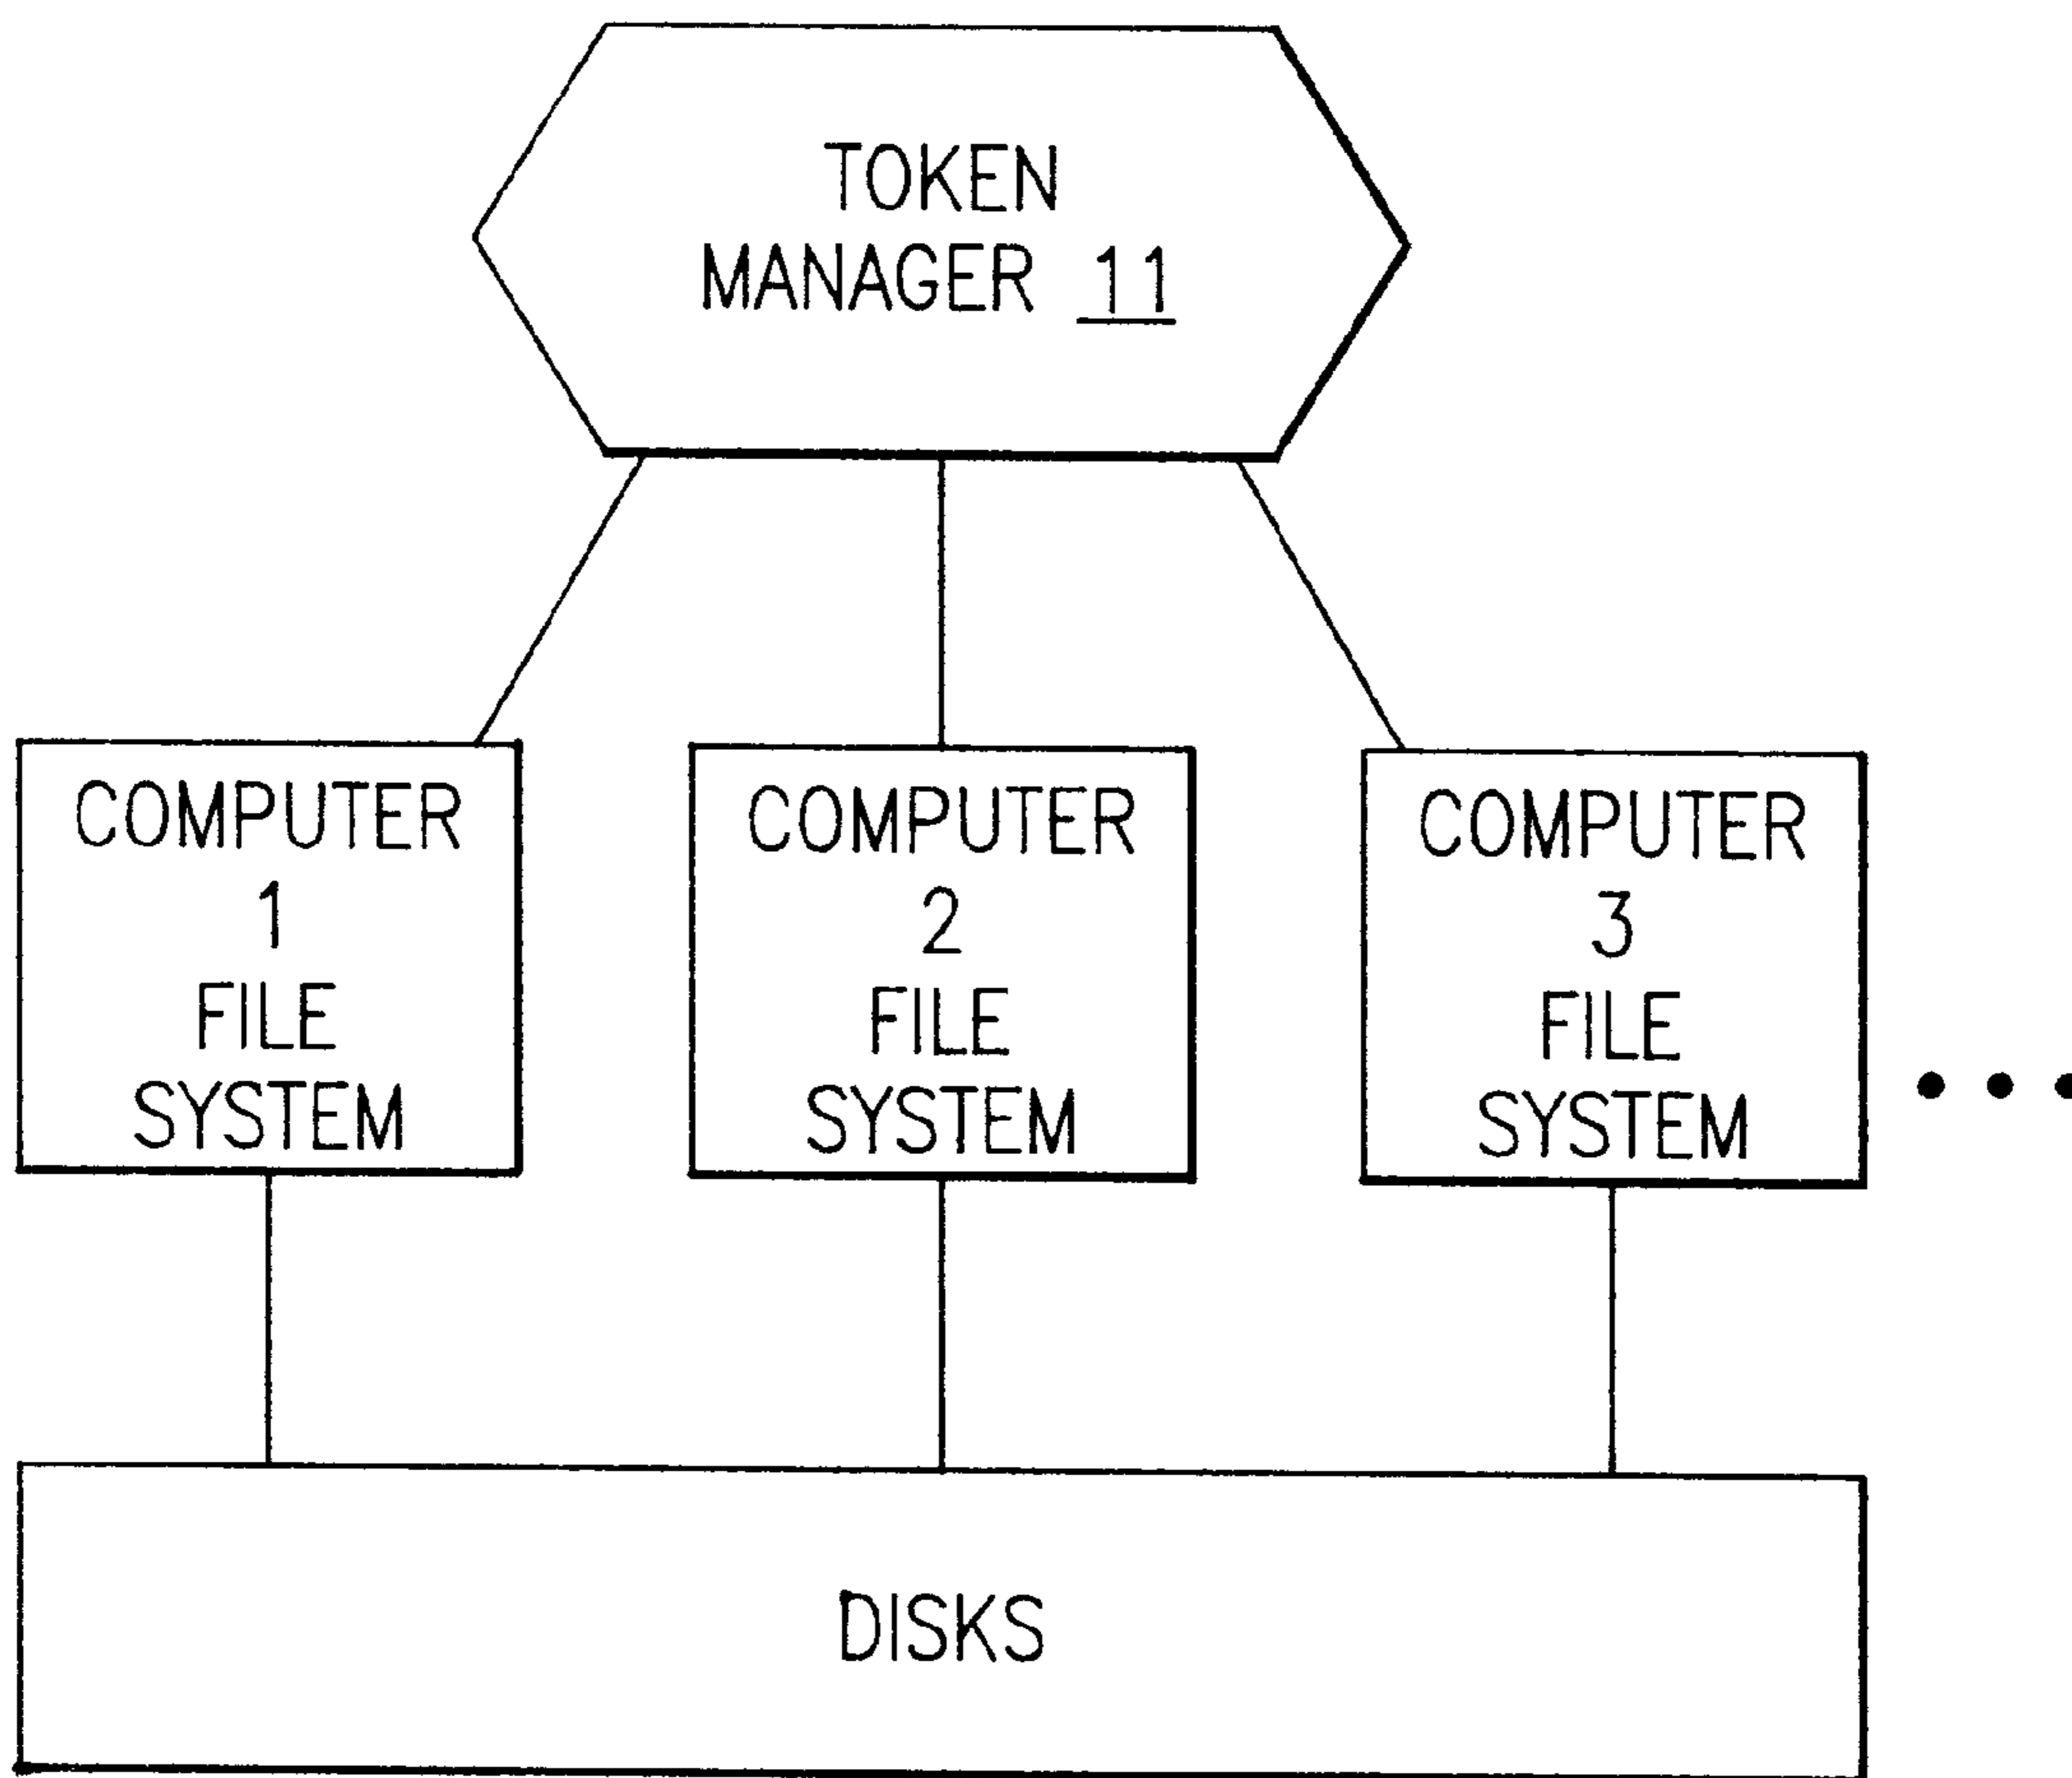 TOKEN
MANAGER 11
COMPUTER
1
FILE
SYSTEM
COMPUTER
2
FILE
SYSTEM
COMPUTER
3
FILE
SYSTEM
DISKS